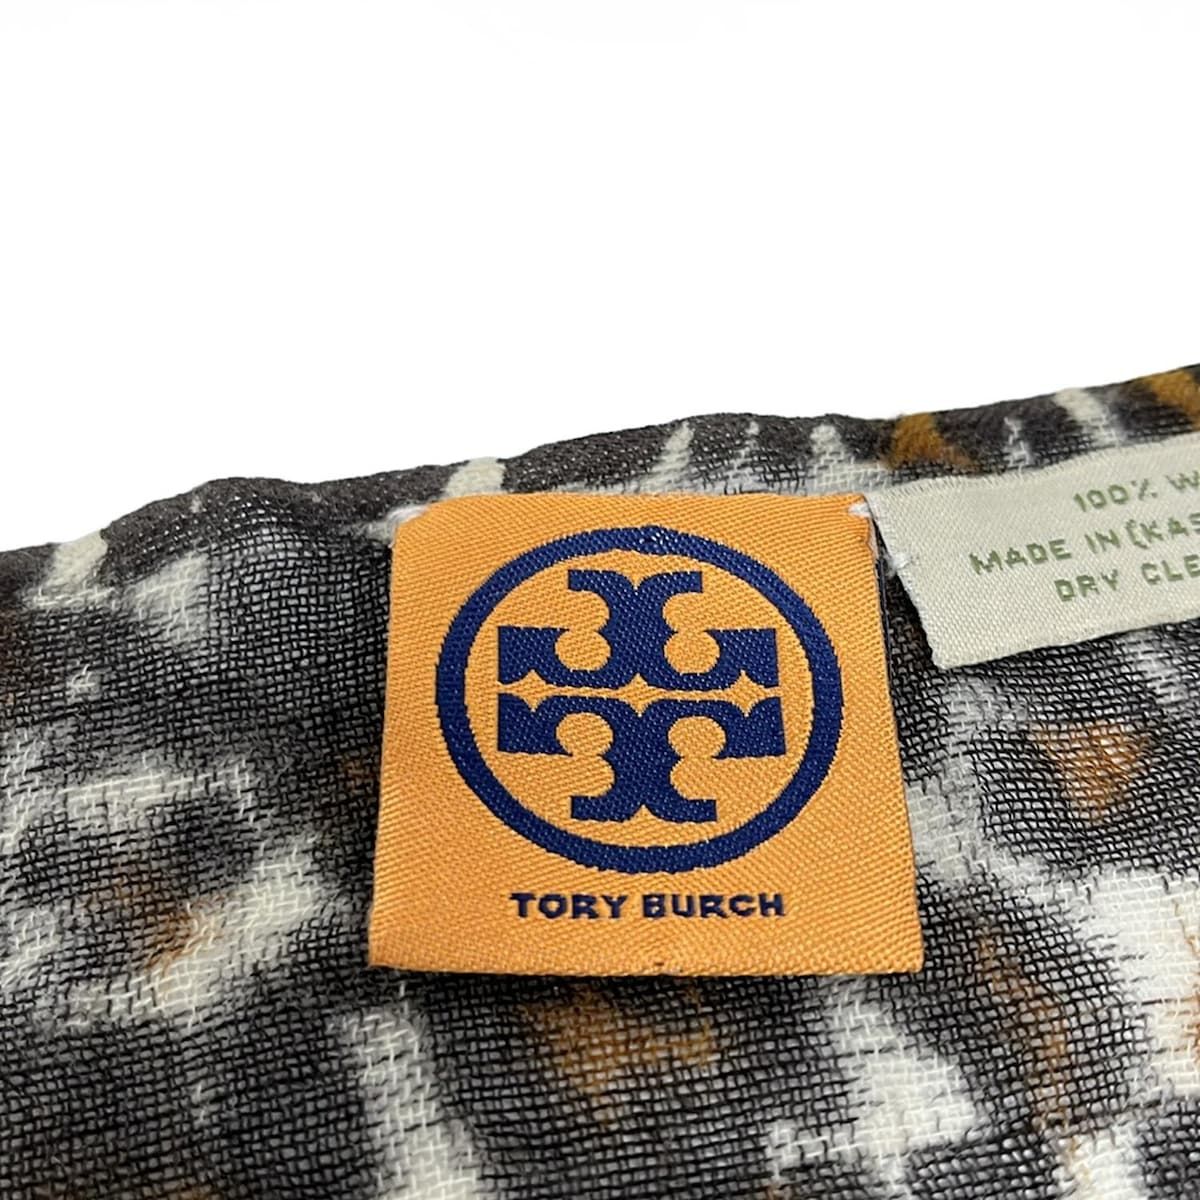 TORY BURCH
100% W
MADE IN (KA
DRY CLE